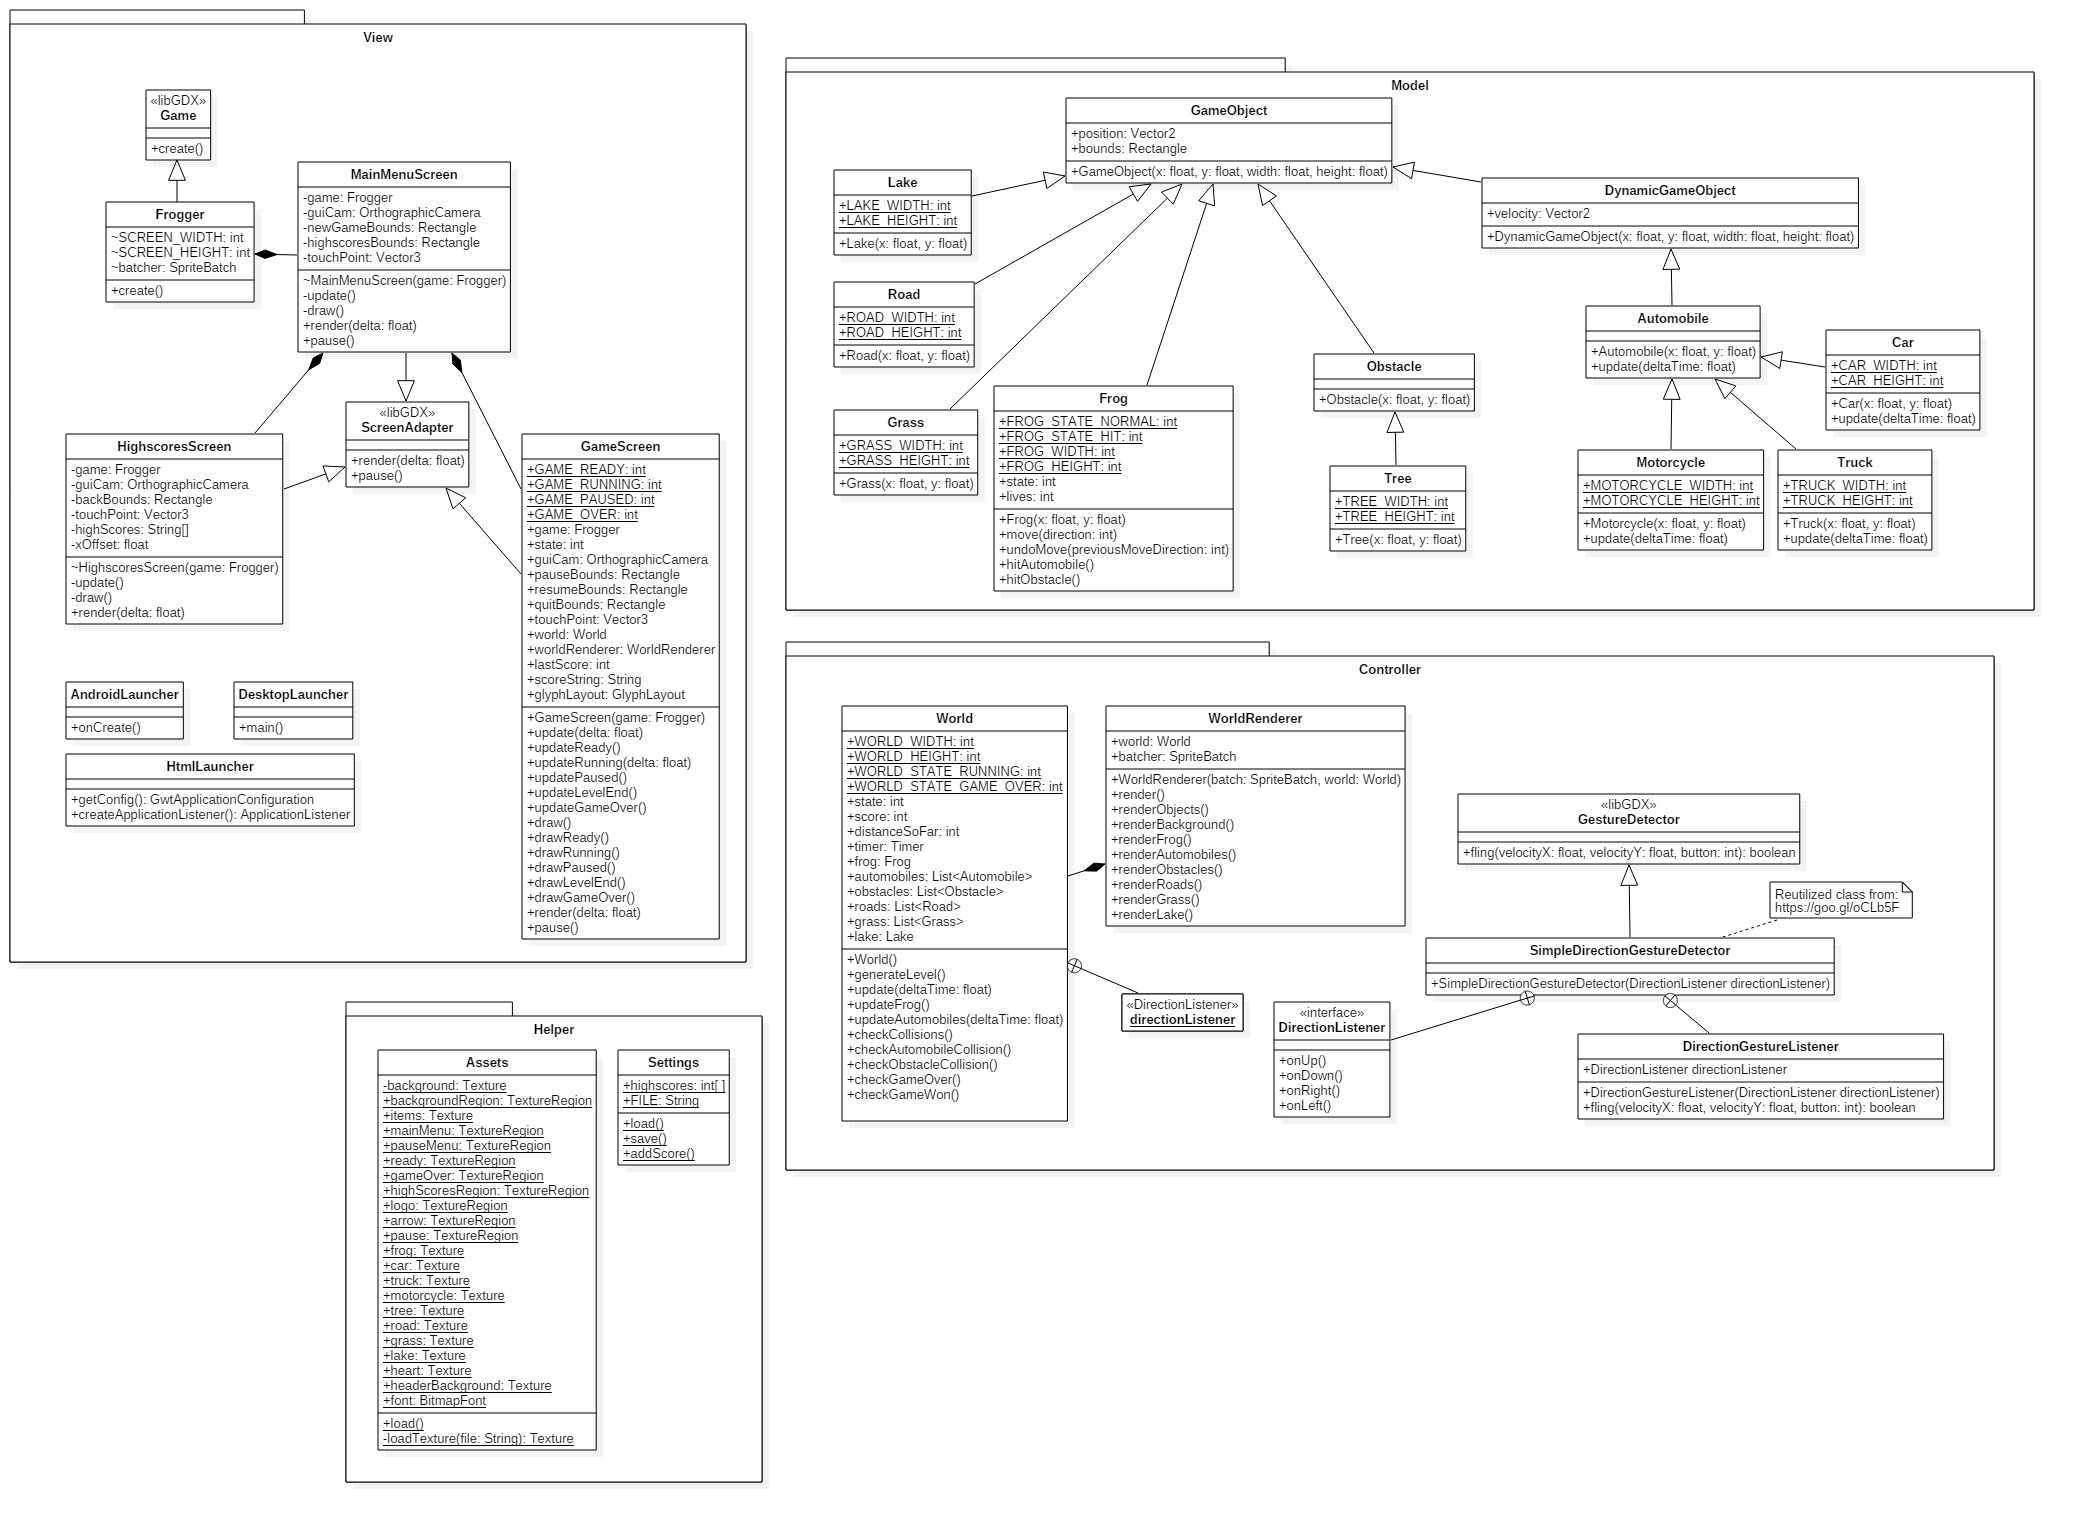 View
«libGDX»
Game
+create()
Frogger
~SCREEN_WIDTH: int
~SCREEN_HEIGHT: int
~batcher: SpriteBatch
+create()
MainMenuScreen
-game: Frogger
-guiCam: OrthographicCamera
-newGameBounds: Rectangle
-highscoresBounds: Rectangle
-touchPoint: Vector3
~MainMenuScreen(game: Frogger)
-update()
-draw()
+render(delta: float)
+pause()
«libGDX»
ScreenAdapter
+render(delta: float)
+pause()
HighscoresScreen
-game: Frogger
-guiCam: OrthographicCamera
-backBounds: Rectangle
-touchPoint: Vector3
-highScores: String[]
-xOffset: float
~HighscoresScreen(game: Frogger)
-update()
-draw()
+render(delta: float)
GameScreen
+GAME_READY: int
+GAME_RUNNING: int
+GAME_PAUSED: int
+GAME_OVER: int
+game: Frogger
+state: int
+guiCam: OrthographicCamera
+pauseBounds: Rectangle
+resumeBounds: Rectangle
+quitBounds: Rectangle
+touchPoint: Vector3
+world: World
+worldRenderer: WorldRenderer
+lastScore: int
+scoreString: String
+glyphLayout: GlyphLayout
+GameScreen(game: Frogger)
+update(delta: float)
+updateReady()
+updateRunning(delta: float)
+updatePaused()
+updateLevelEnd()
+updateGameOver()
+draw()
+drawReady()
+drawRunning()
+drawPaused()
+drawLevelEnd()
+drawGameOver()
+render(delta: float)
+pause()
AndroidLauncher
+onCreate()
DesktopLauncher
+main()
HtmlLauncher
+getConfig(): GwtApplicationConfiguration
+createApplicationListener(): ApplicationListener
Model
GameObject
+position: Vector2
+bounds: Rectangle
+GameObject(x: float, y: float, width: float, height: float)
Lake
+LAKE_WIDTH: int
+LAKE_HEIGHT: int
+Lake(x: float, y: float)
Road
+ROAD_WIDTH: int
+ROAD_HEIGHT: int
+Road(x: float, y: float)
Grass
+GRASS_WIDTH: int
+GRASS_HEIGHT: int
+Grass(x: float, y: float)
Frog
+FROG_STATE_NORMAL: int
+FROG_STATE_HIT: int
+FROG_WIDTH: int
+FROG_HEIGHT: int
+state: int
+lives: int
+Frog(x: float, y: float)
+move(direction: int)
+undoMove(previousMoveDirection: int)
+hitAutomobile()
+hitObstacle()
Obstacle
+Obstacle(x: float, y: float)
Tree
+TREE_WIDTH: int
+TREE_HEIGHT: int
+Tree(x: float, y: float)
DynamicGameObject
+velocity: Vector2
+DynamicGameObject(x: float, y: float, width: float, height: float)
Automobile
+Automobile(x: float, y: float)
+update(deltaTime: float)
Car
+CAR_WIDTH: int
+CAR_HEIGHT: int
+Car(x: float, y: float)
+update(deltaTime: float)
Motorcycle
+MOTORCYCLE_WIDTH: int
+MOTORCYCLE_HEIGHT: int
+Motorcycle(x: float, y: float)
+update(deltaTime: float)
Truck
+TRUCK_WIDTH: int
+TRUCK_HEIGHT: int
+Truck(x: float, y: float)
+update(deltaTime: float)
Controller
World
+WORLD_WIDTH: int
+WORLD_HEIGHT: int
+WORLD_STATE_RUNNING: int
+WORLD_STATE_GAME_OVER: int
+state: int
+score: int
+distanceSoFar: int
+timer: Timer
+frog: Frog
+automobiles: List<Automobile>
+obstacles: List<Obstacle>
+roads: List<Road>
+grass: List<Grass>
+lake: Lake
+World()
+generateLevel()
+update(deltaTime: float)
+updateFrog()
+updateAutomobiles(deltaTime: float)
+checkCollisions()
+checkAutomobileCollision()
+checkObstacleCollision()
+checkGameOver()
+checkGameWon()
WorldRenderer
+world: World
+batcher: SpriteBatch
+WorldRenderer(batch: SpriteBatch, world: World)
+render()
+renderObjects()
+renderBackground()
+renderFrog()
+renderAutomobiles()
+renderObstacles()
+renderRoads()
+renderGrass()
+renderLake()
«DirectionListener»
directionListener
«libGDX»
GestureDetector
+fling(velocityX: float, velocityY: float, button: int): boolean
Reutilized class from:
https://goo.gl/oCLb5F
SimpleDirectionGestureDetector
+SimpleDirectionGestureDetector(DirectionListener directionListener)
«interface»
DirectionListener
+onUp()
+onDown()
+onRight()
+onLeft()
DirectionGestureListener
+DirectionListener directionListener
+DirectionGestureListener(DirectionListener directionListener)
+fling(velocityX: float, velocityY: float, button: int): boolean
Helper
Assets
-background: Texture
+backgroundRegion: TextureRegion
+items: Texture
+mainMenu: TextureRegion
+pauseMenu: TextureRegion
+ready: TextureRegion
+gameOver: TextureRegion
+highScoresRegion: TextureRegion
+logo: TextureRegion
+arrow: TextureRegion
+pause: TextureRegion
+frog: Texture
+car: Texture
+truck: Texture
+motorcycle: Texture
+tree: Texture
+road: Texture
+grass: Texture
+lake: Texture
+heart: Texture
+headerBackground: Texture
+font: BitmapFont
+load()
-loadTexture(file: String): Texture
Settings
+highscores: int[ ]
+FILE: String
+load()
+save()
+addScore()